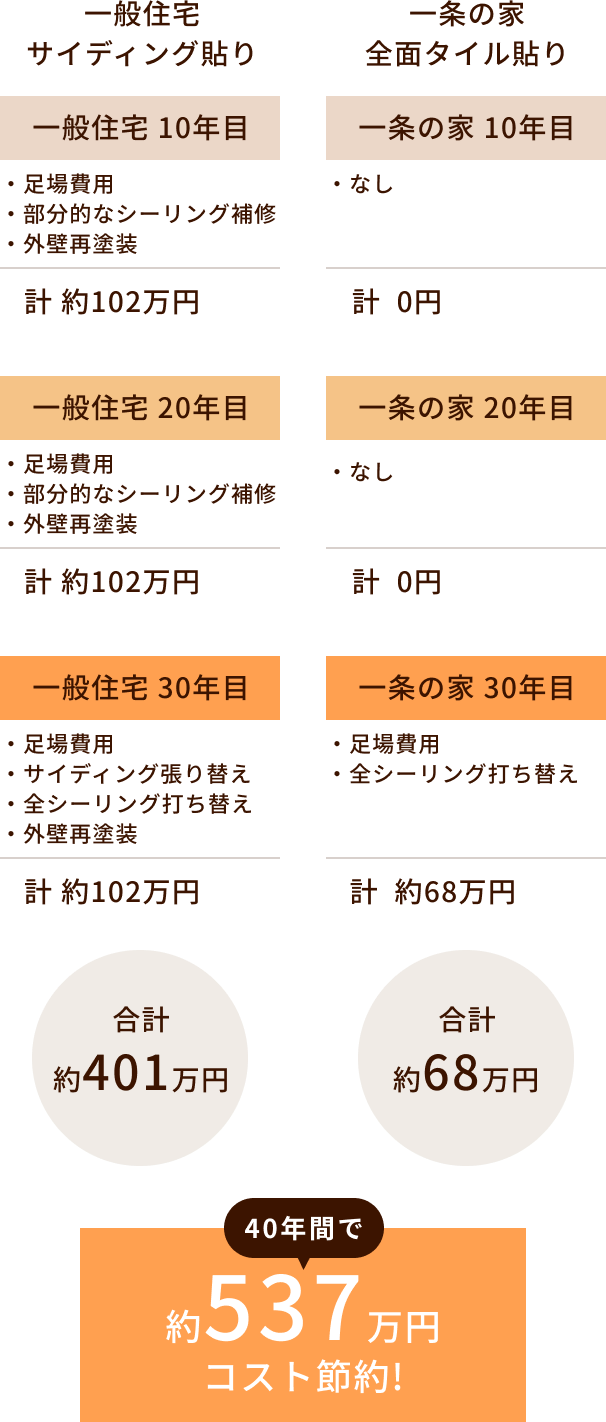 一般住宅
サイディング貼り
一条の家
全面タイル貼り
一般住宅 10年目
・足場費用
・部分的なシーリング補修
・外壁再塗装
計 約102万円
一条の家 10年目
・なし
計 0円
一般住宅 20年目
・足場費用
・部分的なシーリング補修
・外壁再塗装
計 約102万円
一条の家 20年目
・なし
計 0円
一般住宅 30年目
・足場費用
・サイディング張り替え
・全シーリング打ち替え
・外壁再塗装
計 約102万円
一条の家 30年目
・足場費用
・全シーリング打ち替え
計 約68万円
合計
約401万円
合計
約68万円
40年間で
約537万円
コスト節約!